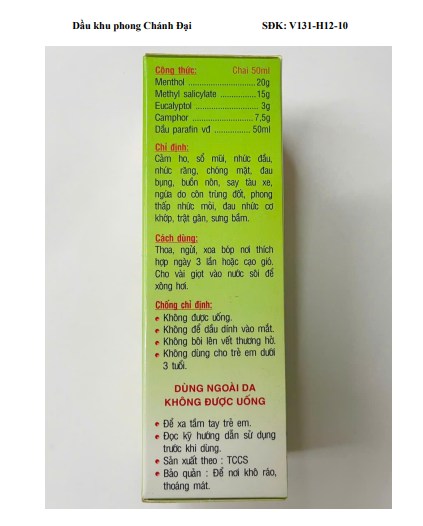 Dầu khu phong Chánh Đại SĐK: V131-H12-10
Công thức: Chai 50ml
Menthol ........................ 20g
Methyl salicylate ............. 15g
Eucalyptol ...................... 3g
Camphor ...................... 7,5g
Dầu parafin vđ .............. 50ml
Chỉ định:
Cảm ho, sổ mũi, nhức đầu,
nhức răng, chóng mặt, đau
bụng, buồn nôn, say tàu xe,
ngứa do côn trùng đốt, phong
thấp nhức mỏi, đau nhức cơ
khớp, trật gân, sưng bầm.
Cách dùng:
Thoa, ngửi, xoa bóp nơi thích
hợp ngày 3 lần hoặc cạo gió.
Cho vài giọt vào nước sôi để
xông hơi.
Chống chỉ định:
• Không được uống.
• Không để dầu dính vào mắt.
• Không bôi lên vết thương hở.
• Không dùng cho trẻ em dưới
3 tuổi.
DÙNG NGOÀI DA
KHÔNG ĐƯỢC UỐNG
• Để xa tầm tay trẻ em.
• Đọc kỹ hướng dẫn sử dụng
trước khi dùng.
• Sản xuất theo : TCCS
• Bảo quản : Để nơi khô ráo,
thoáng mát.